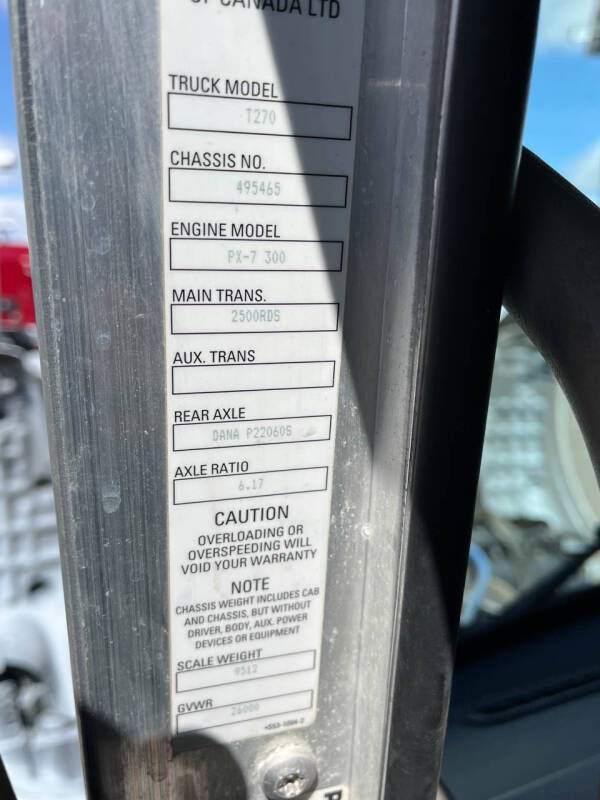 OF CANADA LTD
TRUCK MODEL
T270
CHASSIS NO.
495465
ENGINE MODEL
PX-7 300
MAIN TRANS.
2500RDS
AUX. TRANS
REAR AXLE
DANA P22060S
AXLE RATIO
6.17
CAUTION
OVERLOADING OR
OVERSPEEDING WILL
VOID YOUR WARRANTY
NOTE
CHASSIS WEIGHT INCLUDES CAB
AND CHASSIS, BUT WITHOUT
DRIVER, BODY, AUX. POWER
DEVICES OR EQUIPMENT
SCALE WEIGHT
9512
GVWR
26000